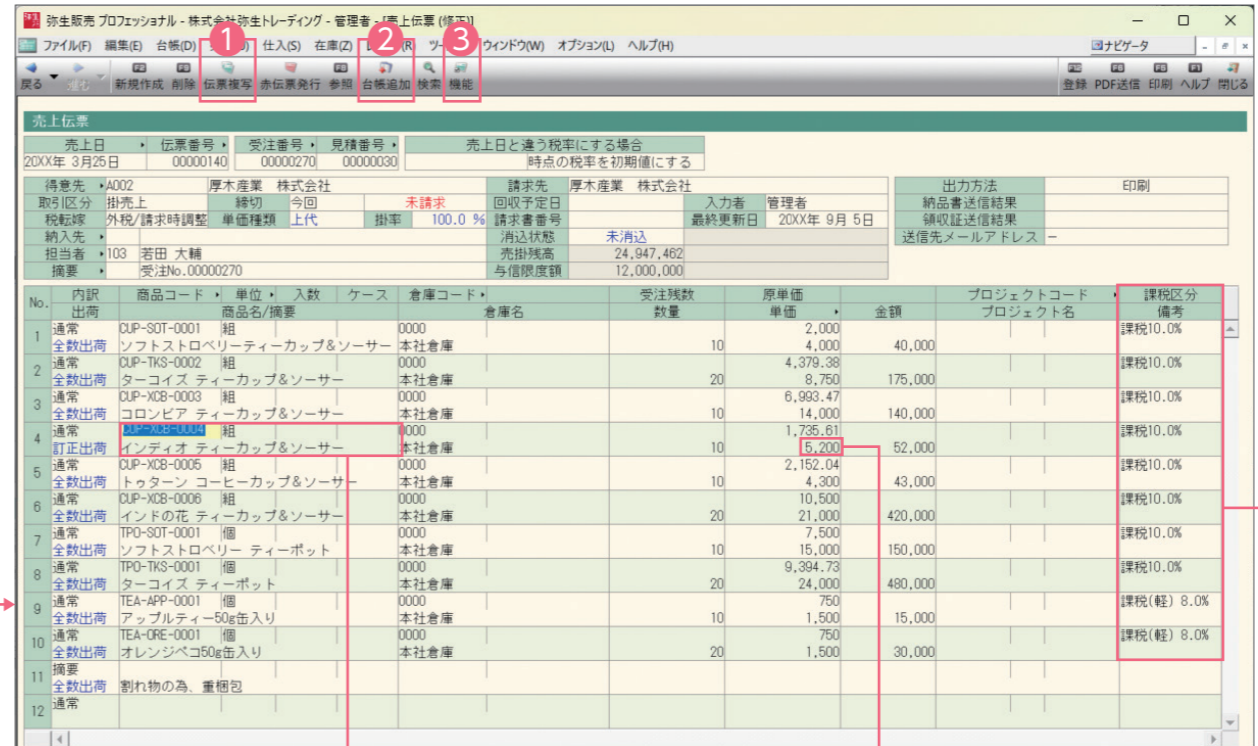 弥生販売 プロフェッショナル - 株式会社弥生トレーディング - 管理者 - [売上伝票 (修正)]
ファイル(F) 編集(E) 台帳(D) 仕入(S) 在庫(Z) ウィンドウ(W) オプション(L) ヘルプ(H) ナビゲータ
1 2 3
戻る 新規作成 削除 伝票複写 赤伝票発行 参照 台帳追加 検索 機能 登録 PDF送信 印刷 ヘルプ 閉じる
売上伝票
売上日 伝票番号 受注番号 見積番号 売上日と違う税率にする場合
20XX年 3月25日 00000140 00000270 00000030 時点の税率を初期値にする
得意先 A002 厚木産業 株式会社 請求先 厚木産業 株式会社 出力方法 印刷
取引区分 掛売上 締切 今回 未請求 回収予定日 入力者 管理者 納品書送信結果
税転嫁 外税/請求時調整 単価種類 上代 掛率 100.0 % 請求書番号 最終更新日 20XX年 9月 5日 領収証送信結果
納入先 消込状態 未消込 送信先メールアドレス -
担当者 103 若田 大輔 売掛残高 24,947,462
摘要 受注No.00000270 与信限度額 12,000,000
No. 内訳 商品コード 単位 入数 ケース 倉庫コード 受注残数 原単価 プロジェクトコード 課税区分
出荷 商品名/摘要 倉庫名 数量 単価 金額 プロジェクト名 備考
1 通常 CUP-SOT-0001 組 0000 2,000 課税10.0%
全数出荷 ソフトストロベリーティーカップ&ソーサー 本社倉庫 10 4,000 40,000
2 通常 CUP-TKS-0002 組 0000 4,379.38 課税10.0%
全数出荷 ターコイズ ティーカップ&ソーサー 本社倉庫 20 8,750 175,000
3 通常 CUP-XCB-0003 組 0000 6,993.47 課税10.0%
全数出荷 コロンビア ティーカップ&ソーサー 本社倉庫 10 14,000 140,000
4 通常 CUP-XCB-0004 組 0000 1,735.61 課税10.0%
訂正出荷 インディオ ティーカップ&ソーサー 本社倉庫 10 5,200 52,000
5 通常 CUP-XCB-0005 組 0000 2,152.04 課税10.0%
全数出荷 トゥターン コーヒーカップ&ソーサー 本社倉庫 10 4,300 43,000
6 通常 CUP-XCB-0006 組 0000 10,500 課税10.0%
全数出荷 インドの花 ティーカップ&ソーサー 本社倉庫 20 21,000 420,000
7 通常 TPO-SOT-0001 個 0000 7,500 課税10.0%
全数出荷 ソフトストロベリー ティーポット 本社倉庫 10 15,000 150,000
8 通常 TPO-TKS-0001 個 0000 9,394.73 課税10.0%
全数出荷 ターコイズ ティーポット 本社倉庫 20 24,000 480,000
9 通常 TEA-APP-0001 個 0000 750 課税(軽) 8.0%
全数出荷 アップルティー50g缶入り 本社倉庫 10 1,500 15,000
10 通常 TEA-ORE-0001 個 0000 750 課税(軽) 8.0%
全数出荷 オレンジペコ50g缶入り 本社倉庫 20 1,500 30,000
11 摘要
全数出荷 割れ物の為、重梱包
12 通常